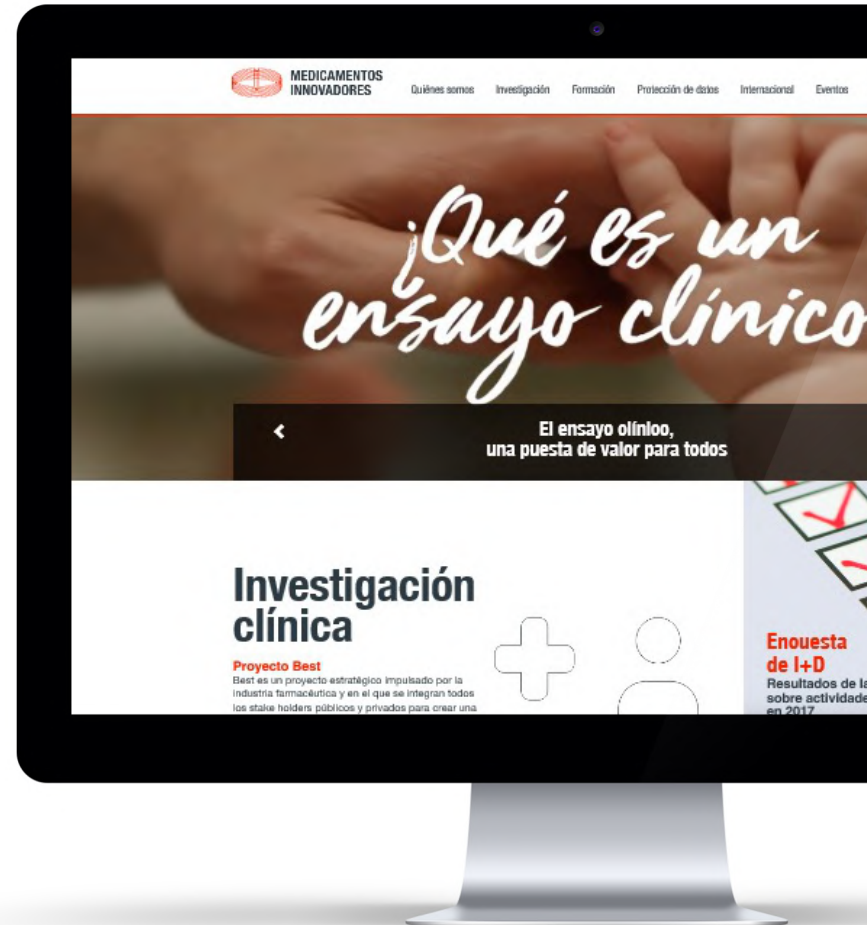 MEDICAMENTOS
INNOVADORES
Quiénes somos Investigación Formación Protección de datos Internacional Eventos
¡Qué es un
ensayo clínico
El ensayo olínloo,
una puesta de valor para todos
Investigación
clínica
Proyecto Best
Best es un proyecto estratégico impulsado por la
industria farmacéutica y en el que se integran todos
los stake holders públicos y privados para crear una
Enouesta
de I+D
Resultados de la
sobre actividade
en 2017